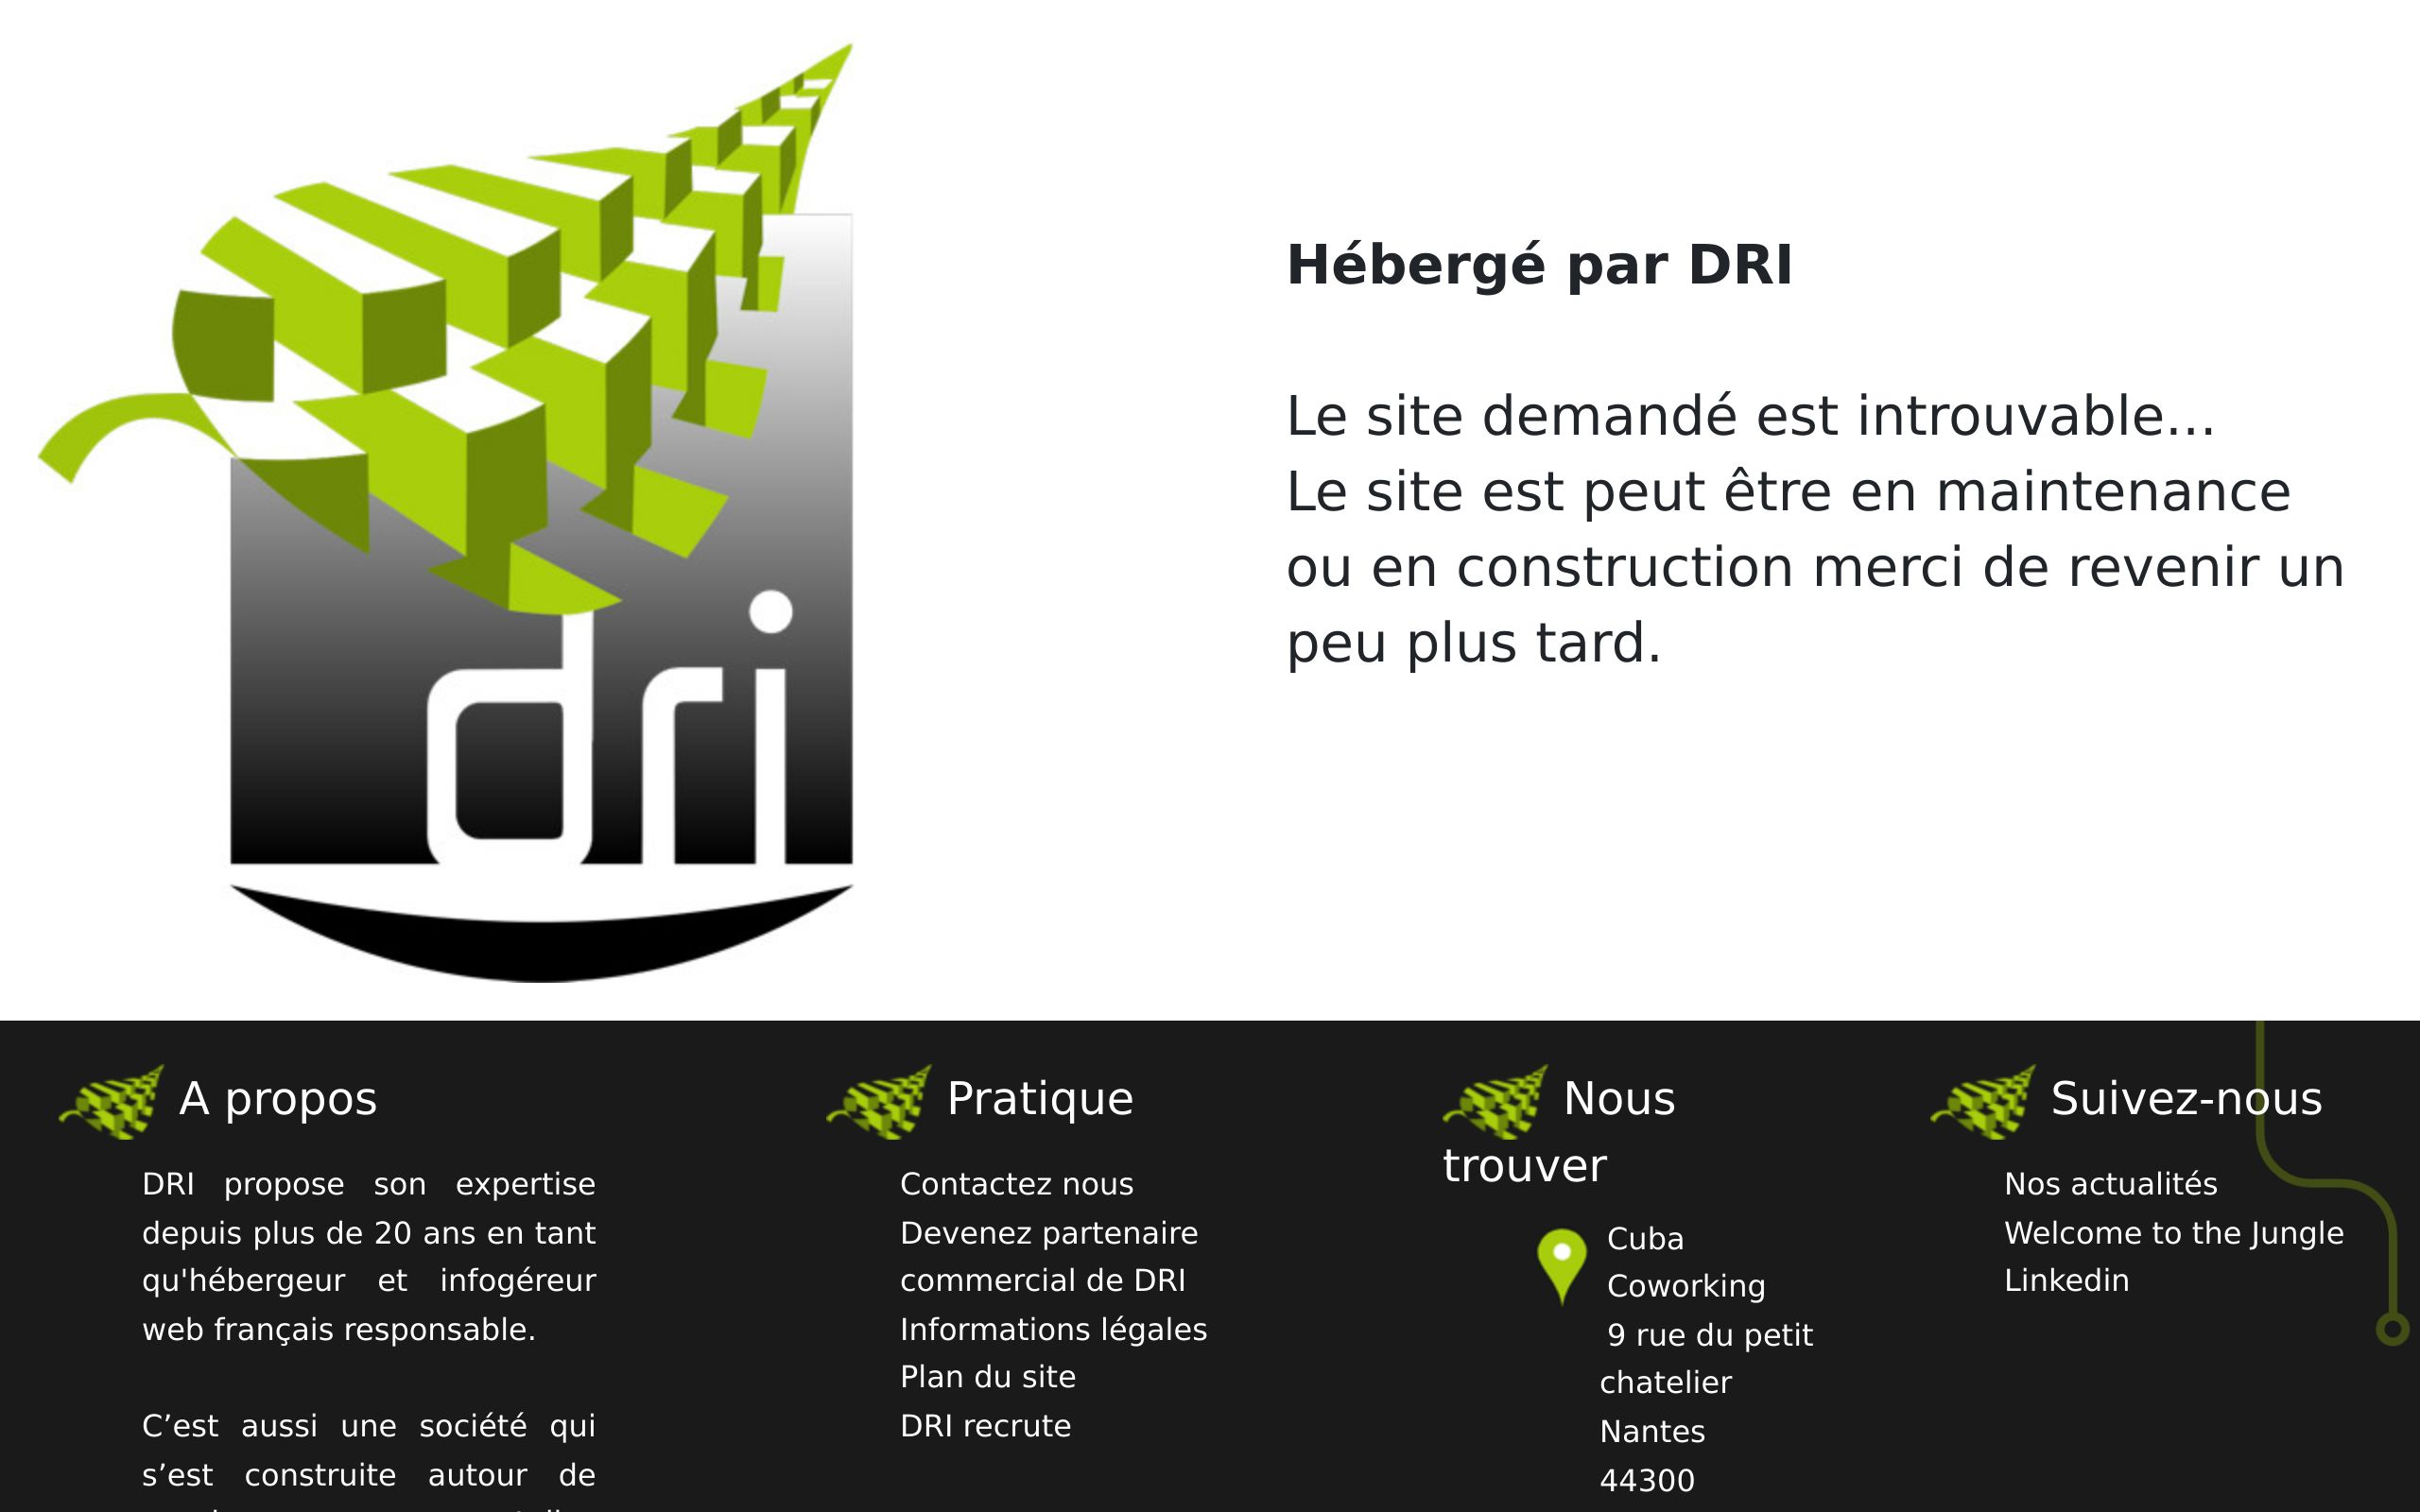 dri
Hébergé par DRI
Le site demandé est introuvable...
Le site est peut être en maintenance
ou en construction merci de revenir un
peu plus tard.
A propos
DRI propose son expertise
depuis plus de 20 ans en tant
qu'hébergeur et infogéreur
web français responsable.
C’est aussi une société qui
s’est construite autour de
Pratique
Contactez nous
Devenez partenaire
commercial de DRI
Informations légales
Plan du site
DRI recrute
Nous
trouver
Cuba
Coworking
9 rue du petit
chatelier
Nantes
44300
Suivez-nous
Nos actualités
Welcome to the Jungle
Linkedin